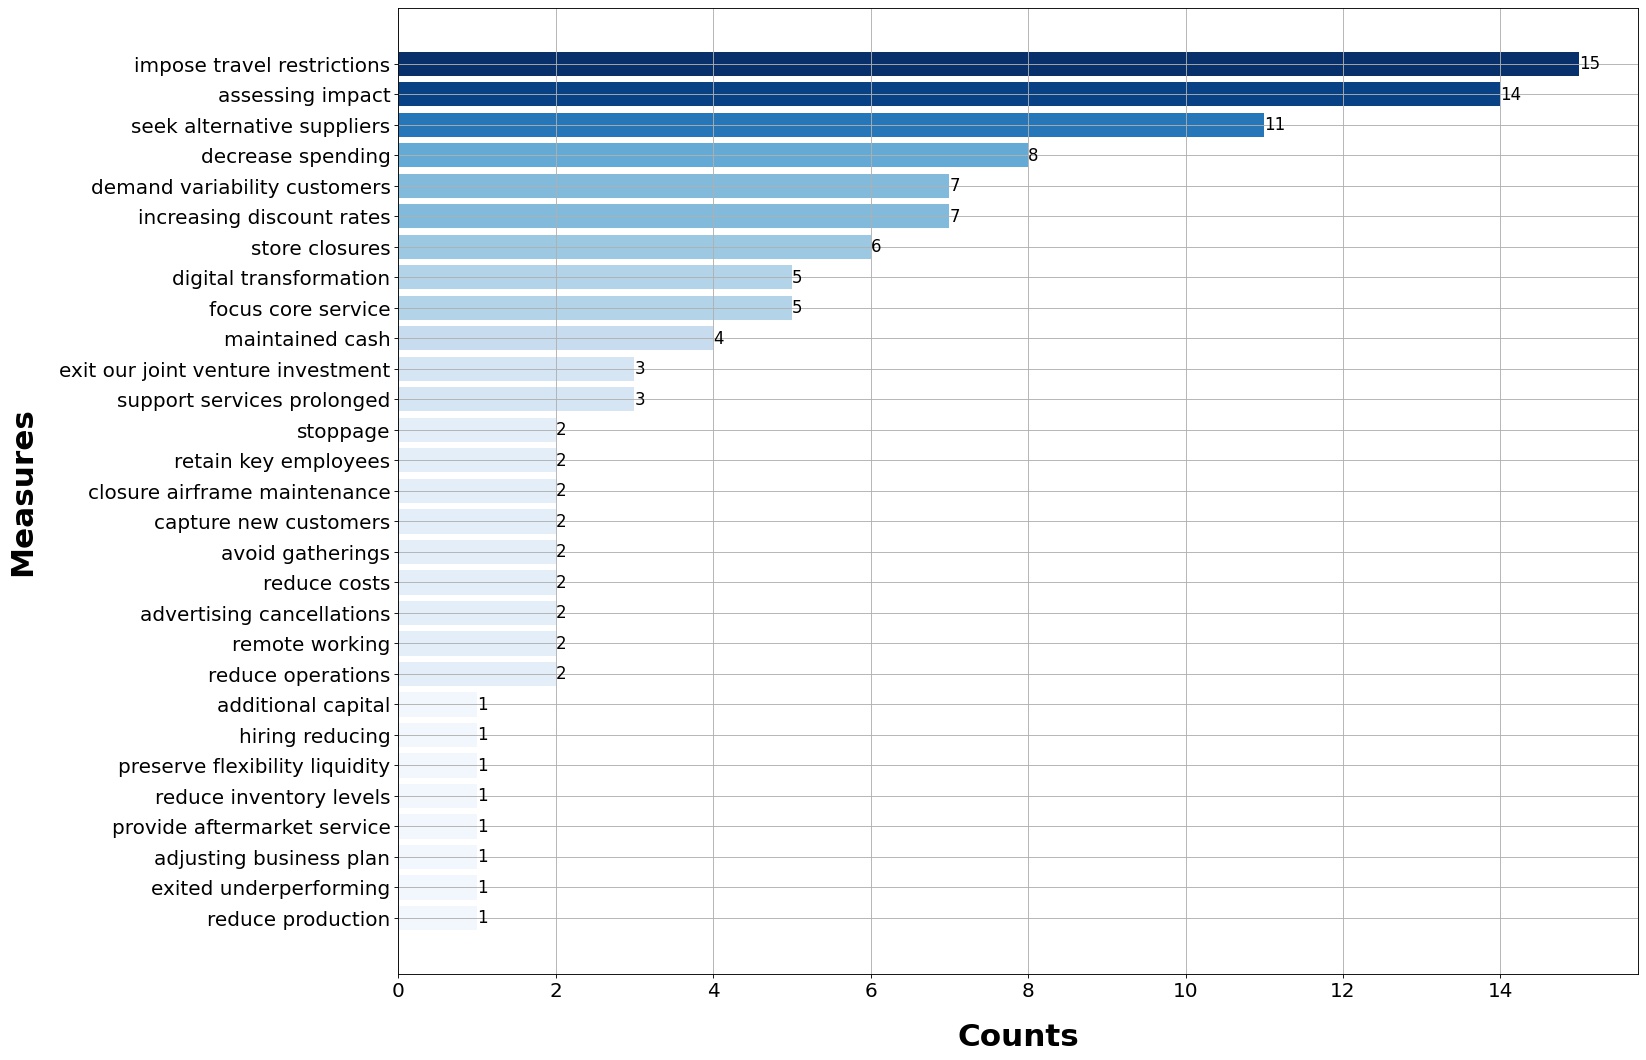 impose travel restrictions 15
assessing impact 14
seek alternative suppliers 11
decrease spending 8
demand variability customers 7
increasing discount rates 7
store closures 6
digital transformation 5
focus core service 5
maintained cash 4
exit our joint venture investment 3
support services prolonged 3
stoppage 2
retain key employees 2
closure airframe maintenance 2
capture new customers 2
avoid gatherings 2
reduce costs 2
advertising cancellations 2
remote working 2
reduce operations 2
additional capital 1
hiring reducing 1
preserve flexibility liquidity 1
reduce inventory levels 1
provide aftermarket service 1
adjusting business plan 1
exited underperforming 1
reduce production 1
Measures
0 2 4 6 8 10 12 14
Counts